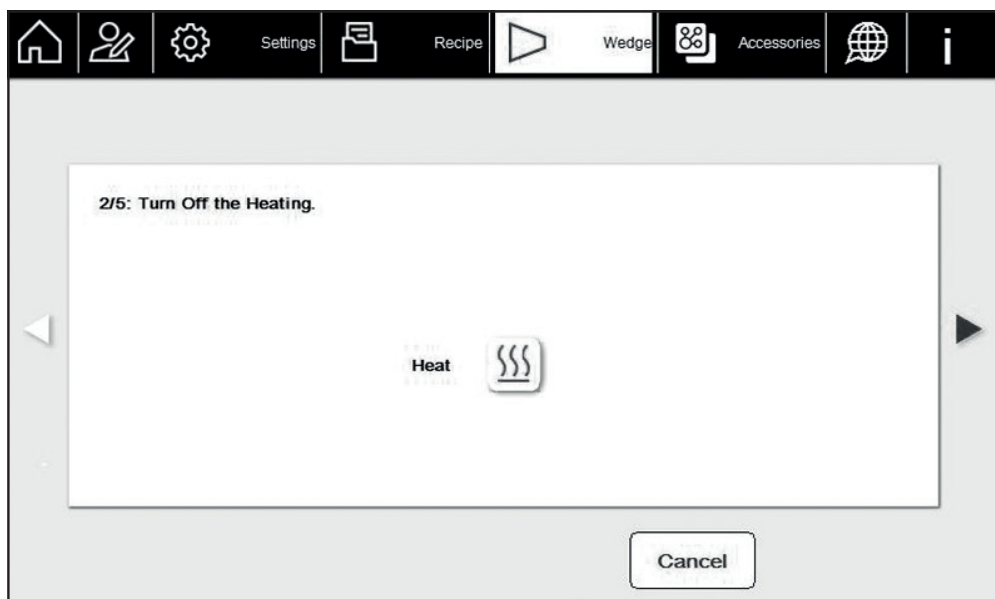 Settings
Recipe
Wedge
Accessories
i
2/5: Turn Off the Heating.
Heat
Cancel